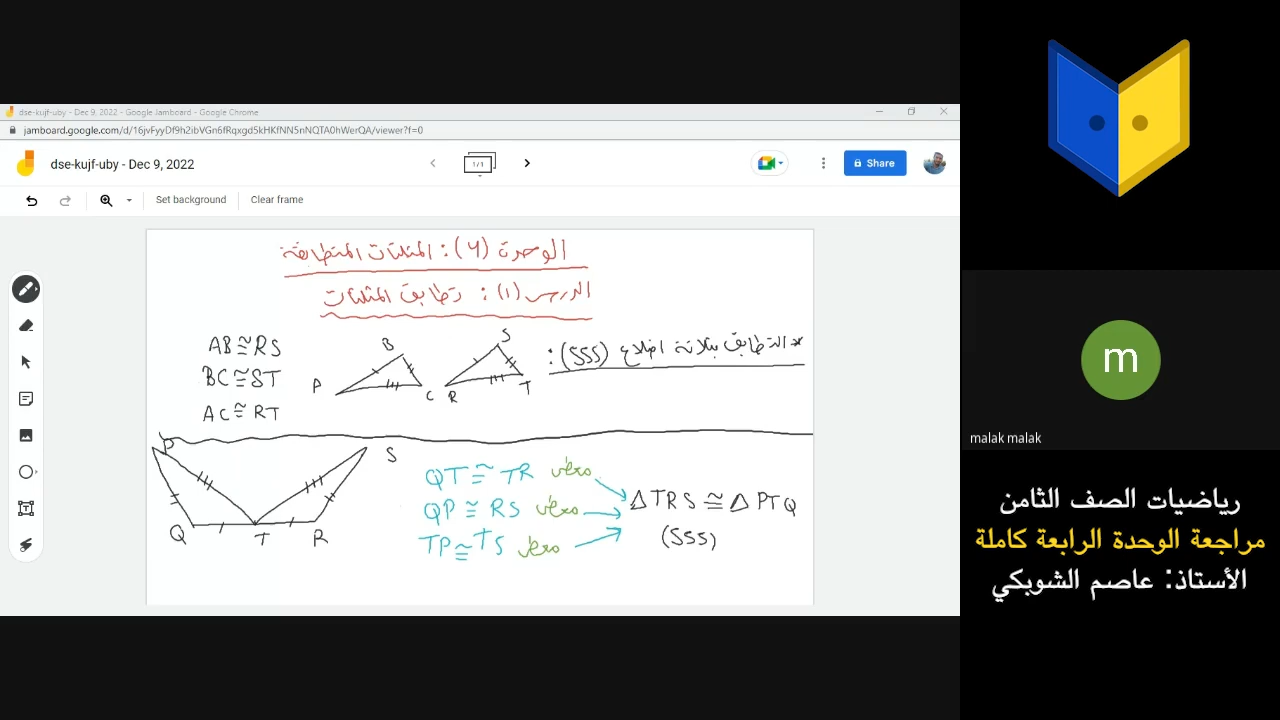 dse-kujf-uby - Dec 9, 2022 - Google Jamboard - Google Chrome
jamboard.google.com/d/16jvFyyDf9h2ibVGn6fRqxgd5kHKfNN5nNQTA0hWerQA/viewer?f=0
dse-kujf-uby - Dec 9, 2022
1/1
Share
Set background
Clear frame
الوحدة (٤): المثلثات المتطابقة
الدرس (١): تطابق المثلثات
* التطابق بثلاثة اضلاع (SSS):
AB≅RS
BC≅ST
AC≅RT
A B C
R S T
P S
Q T R
QT≅TR معطى
QP≅RS معطى
TP≅TS معطى
△TRS≅△PTQ
(SSS)
m
malak malak
رياضيات الصف الثامن
مراجعة الوحدة الرابعة كاملة
الأستاذ: عاصم الشوبكي